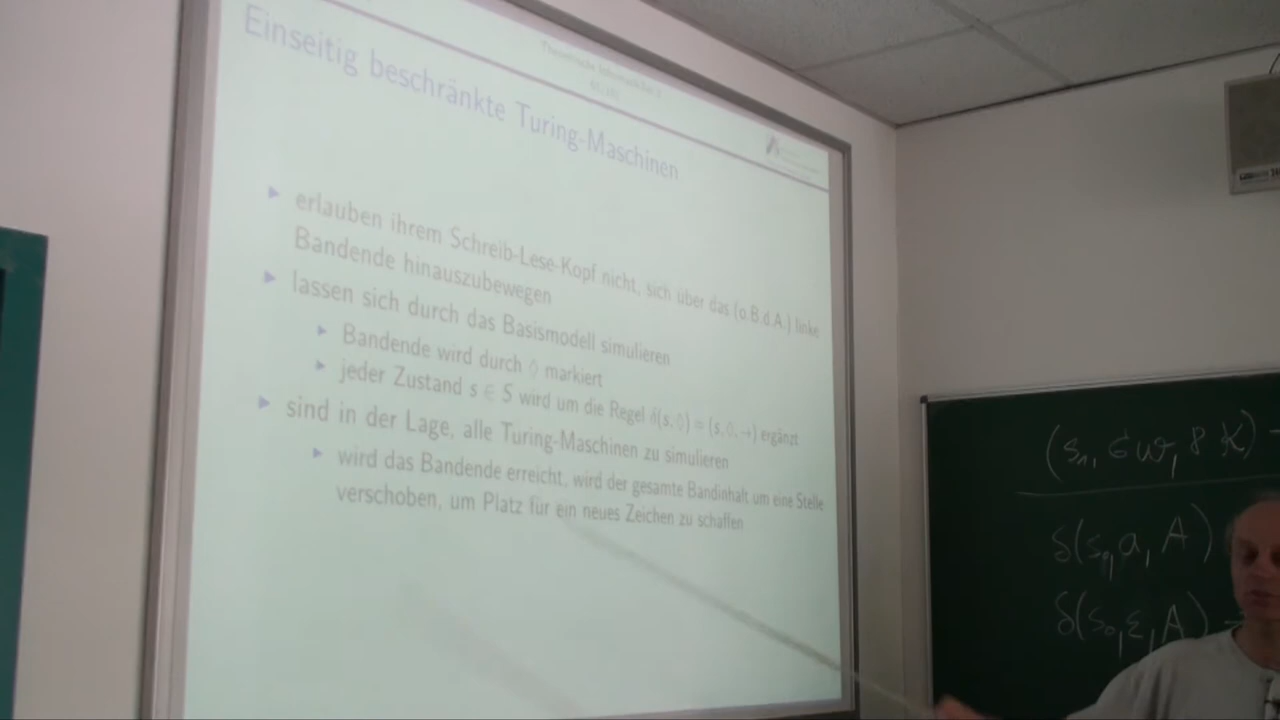 Theoretische Informatik
Einseitig beschränkte Turing-Maschinen
erlauben ihrem Schreib-Lese-Kopf nicht, sich über das (o.B.d.A.) linke
Bandende hinauszubewegen
lassen sich durch das Basismodell simulieren
Bandende wird durch ◊ markiert
jeder Zustand s ∈ S wird um die Regel δ(s,◊) = (s,◊,→) ergänzt
sind in der Lage, alle Turing-Maschinen zu simulieren
wird das Bandende erreicht, wird der gesamte Bandinhalt um eine Stelle
verschoben, um Platz für ein neues Zeichen zu schaffen
δ(s, a, A)
δ(s, ε, A)